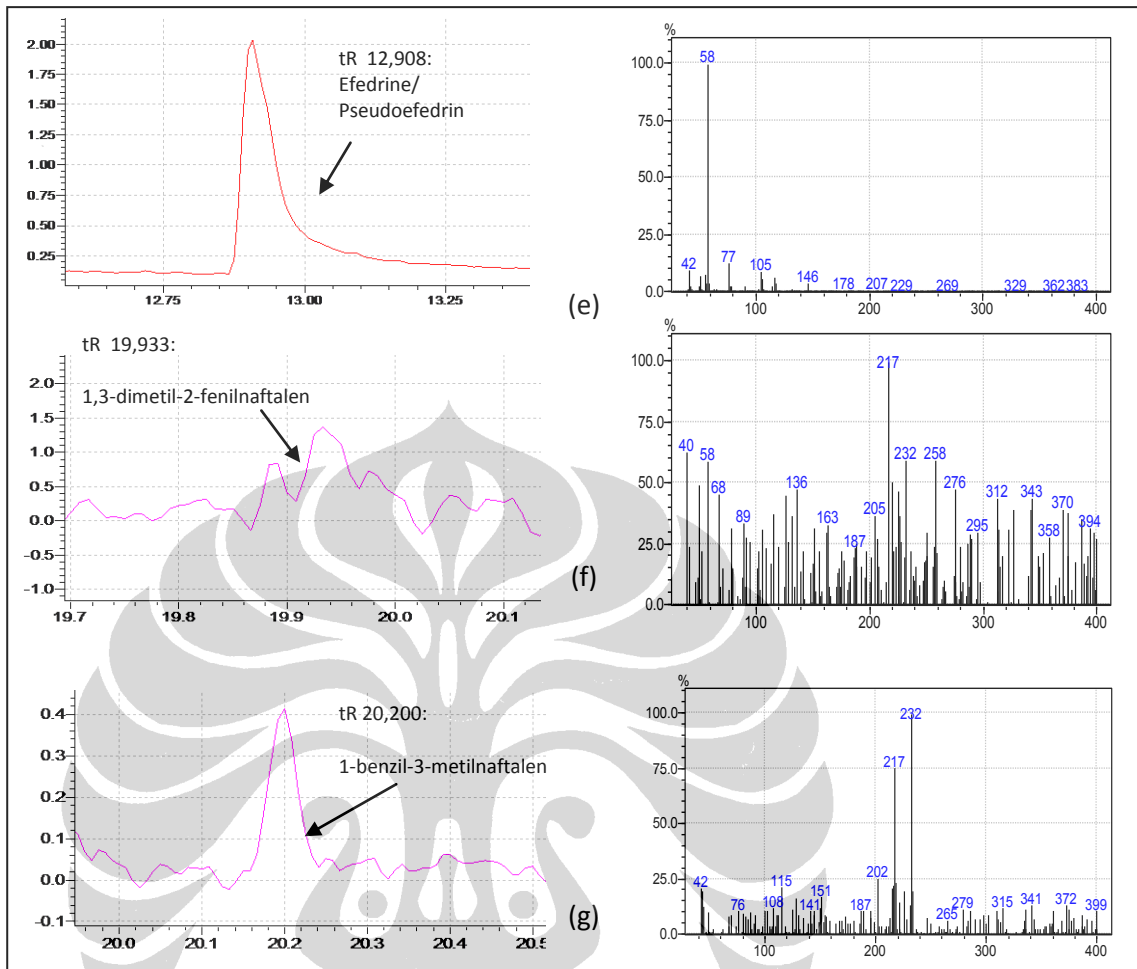 2.00
1.75
1.50
1.25
1.00
0.75
0.50
0.25
12.75 13.00 13.25
tR 12,908:
Efedrine/
Pseudoefedrin
(e)
%
100.0
75.0
50.0
25.0
0.0
58
42 77 105 146 178 207 229 269 329 362 383
100 200 300 400
tR 19,933:
1,3-dimetil-2-fenilnaftalen
2.0
1.5
1.0
0.5
0.0
-0.5
-1.0
19.7 19.8 19.9 20.0 20.1
(f)
%
100.0
75.0
50.0
25.0
0.0
217
40 58 68 89 136 163 187 205 232 258 276 295 312 343 358 370 394
100 200 300 400
tR 20,200:
1-benzil-3-metilnaftalen
0.4
0.3
0.2
0.1
0.0
-0.1
20.0 20.1 20.2 20.3 20.4 20.5
(g)
%
100.0
75.0
50.0
25.0
0.0
232
217
42 76 108 115 141 151 187 202 265 279 315 341 372 399
100 200 300 400